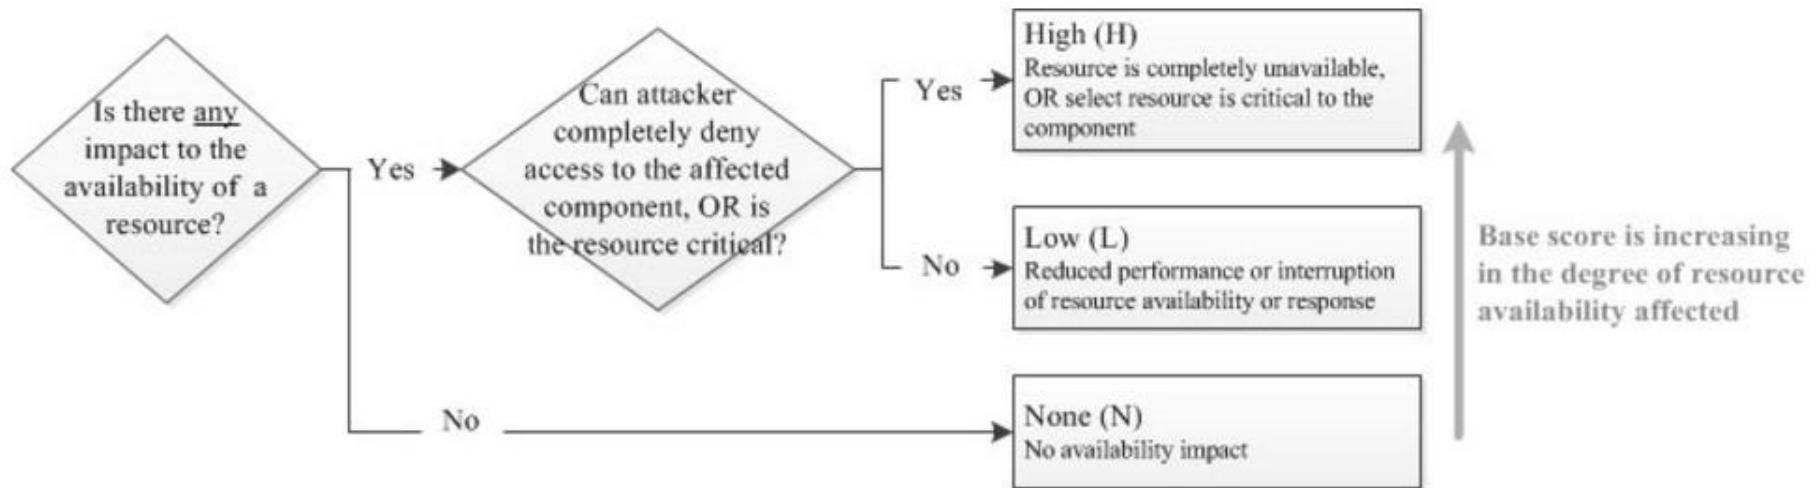 Is there any
impact to the
availability of a
resource?
Yes
Can attacker
completely deny
access to the affected
component, OR is
the resource critical?
Yes
High (H)
Resource is completely unavailable,
OR select resource is critical to the
component
No
Low (L)
Reduced performance or interruption
of resource availability or response
No
None (N)
No availability impact
Base score is increasing
in the degree of resource
availability affected